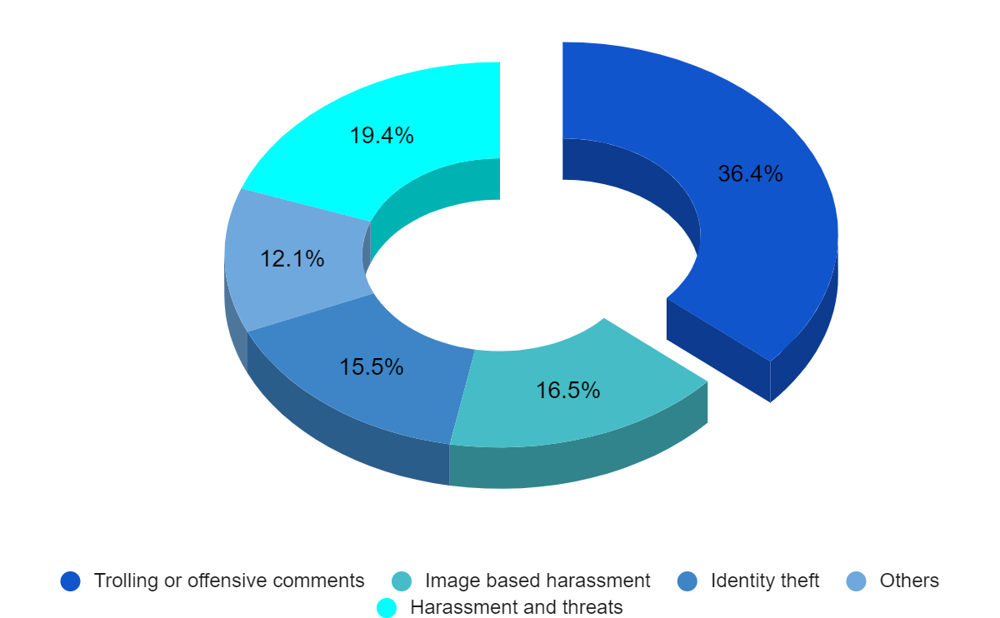 36.4%
19.4%
12.1%
15.5%
16.5%
Trolling or offensive comments
Image based harassment
Identity theft
Others
Harassment and threats